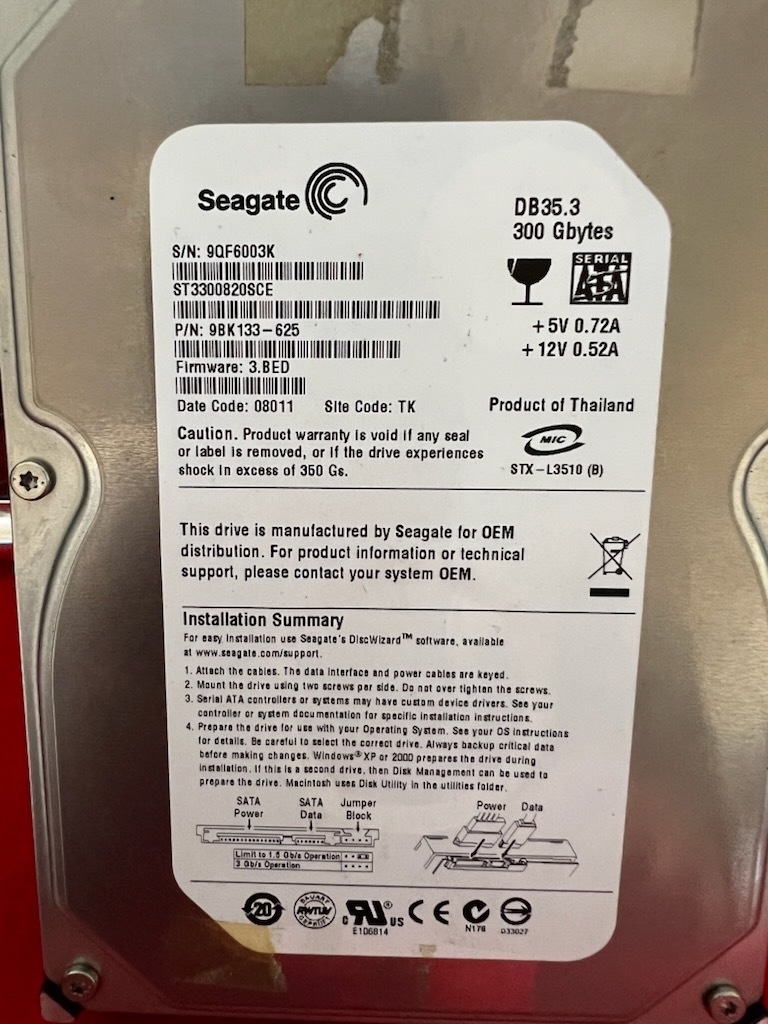 Seagate
DB35.3
300 Gbytes
S/N: 9QF6003K
SERIAL
ATA
ST3300820SCE
+5V 0.72A
P/N: 9BK133-625
+12V 0.52A
Firmware: 3.BED
Date Code: 08011 Site Code: TK
Product of Thailand
Caution. Product warranty is void if any seal
or label is removed, or if the drive experiences
shock in excess of 350 Gs.
MIC
STX-L3510 (B)
This drive is manufactured by Seagate for OEM
distribution. For product information or technical
support, please contact your system OEM.
Installation Summary
For easy installation use Seagate's DiscWizard™ software, available
at www.seagate.com/support.
1. Attach the cables. The data interface and power cables are keyed.
2. Mount the drive using two screws per side. Do not over tighten the screws.
3. Serial ATA controllers or systems may have custom device drivers. See your
controller or system documentation for specific installation instructions.
4. Prepare the drive for use with your Operating System. See your OS instructions
for details. Be careful to select the correct drive. Always backup critical data
before making changes. Windows® XP or 2000 prepares the drive during
installation. If this is a second drive, then Disk Management can be used to
prepare the drive. Macintosh uses Disk Utility in the utilities folder.
SATA Power
SATA Data
Jumper Block
Power Data
Limit to 1.5 Gb/s Operation
3 Gb/s Operation
20
RWTUV
c RU® US
E106814
CE
N176
D33027